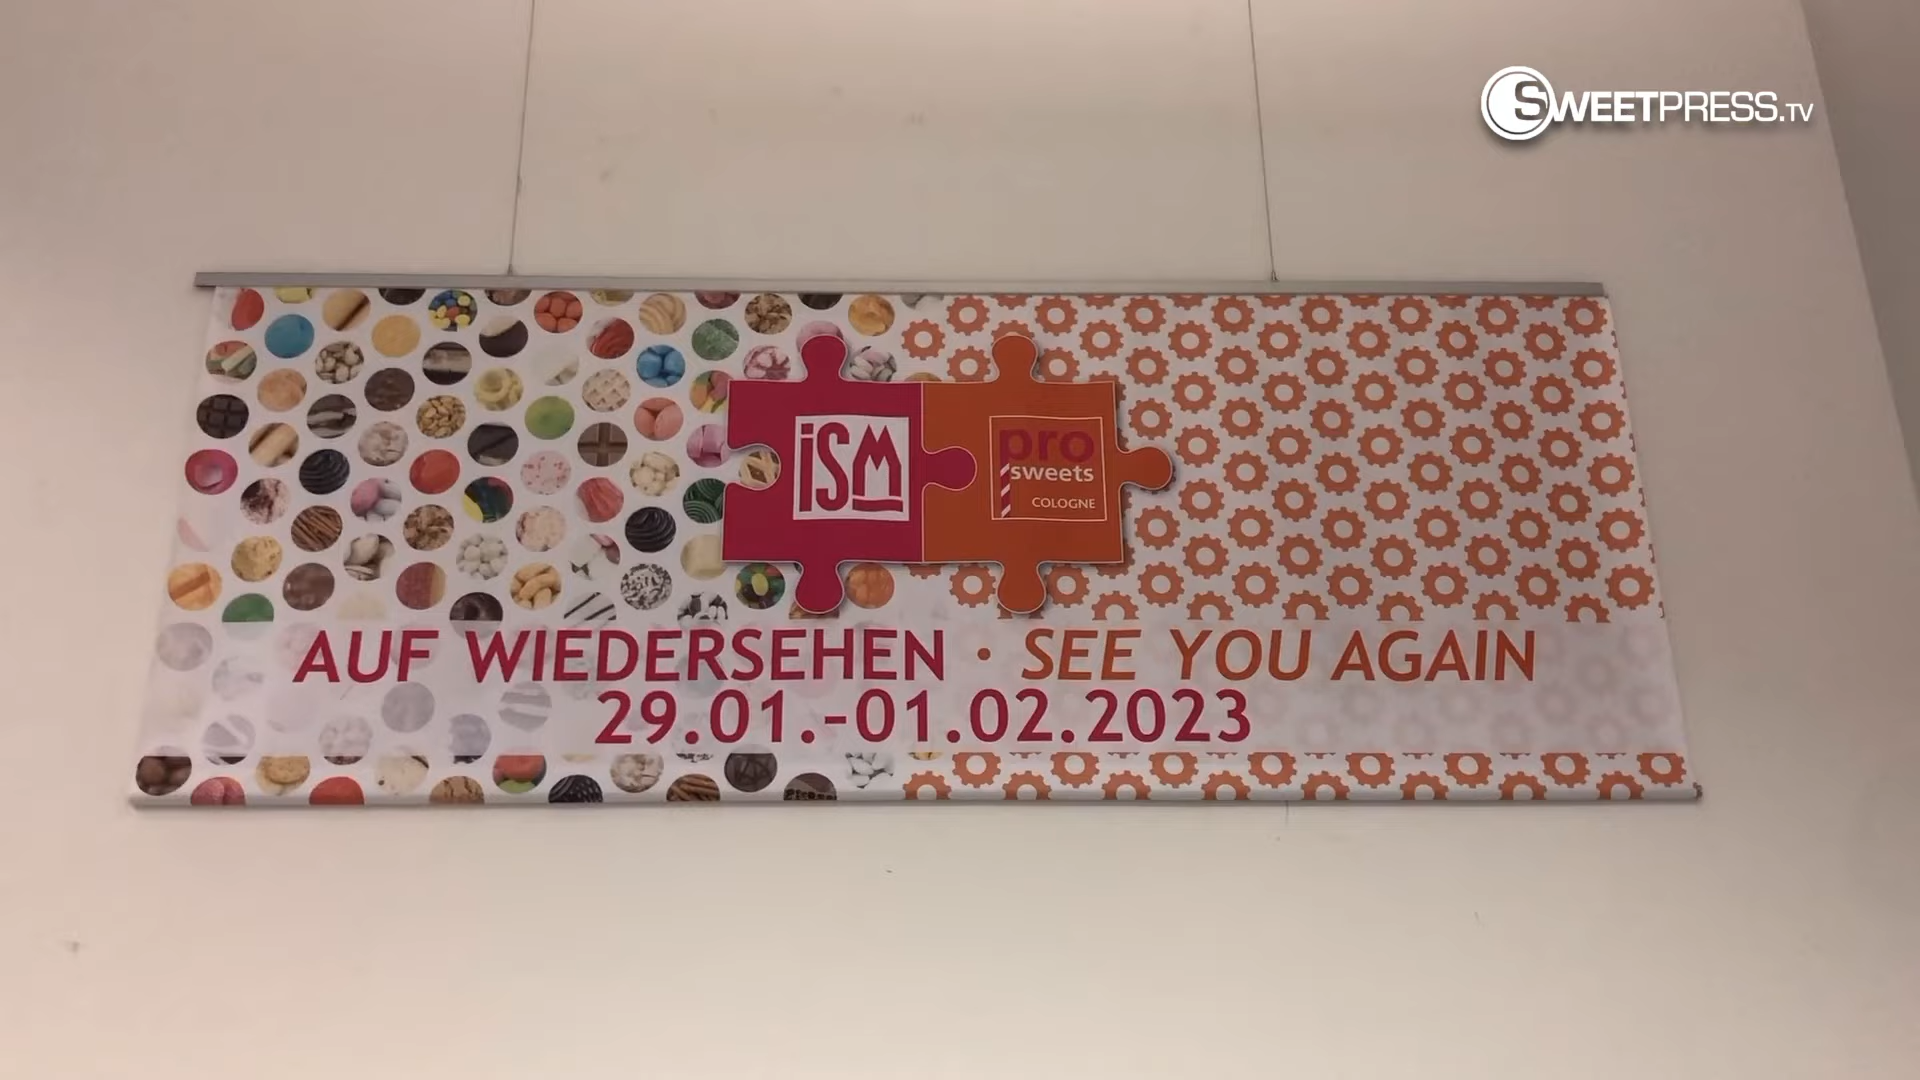 SWEETPRESS.TV
iSM
pro
sweets
COLOGNE
AUF WIEDERSEHEN · SEE YOU AGAIN
29.01.-01.02.2023